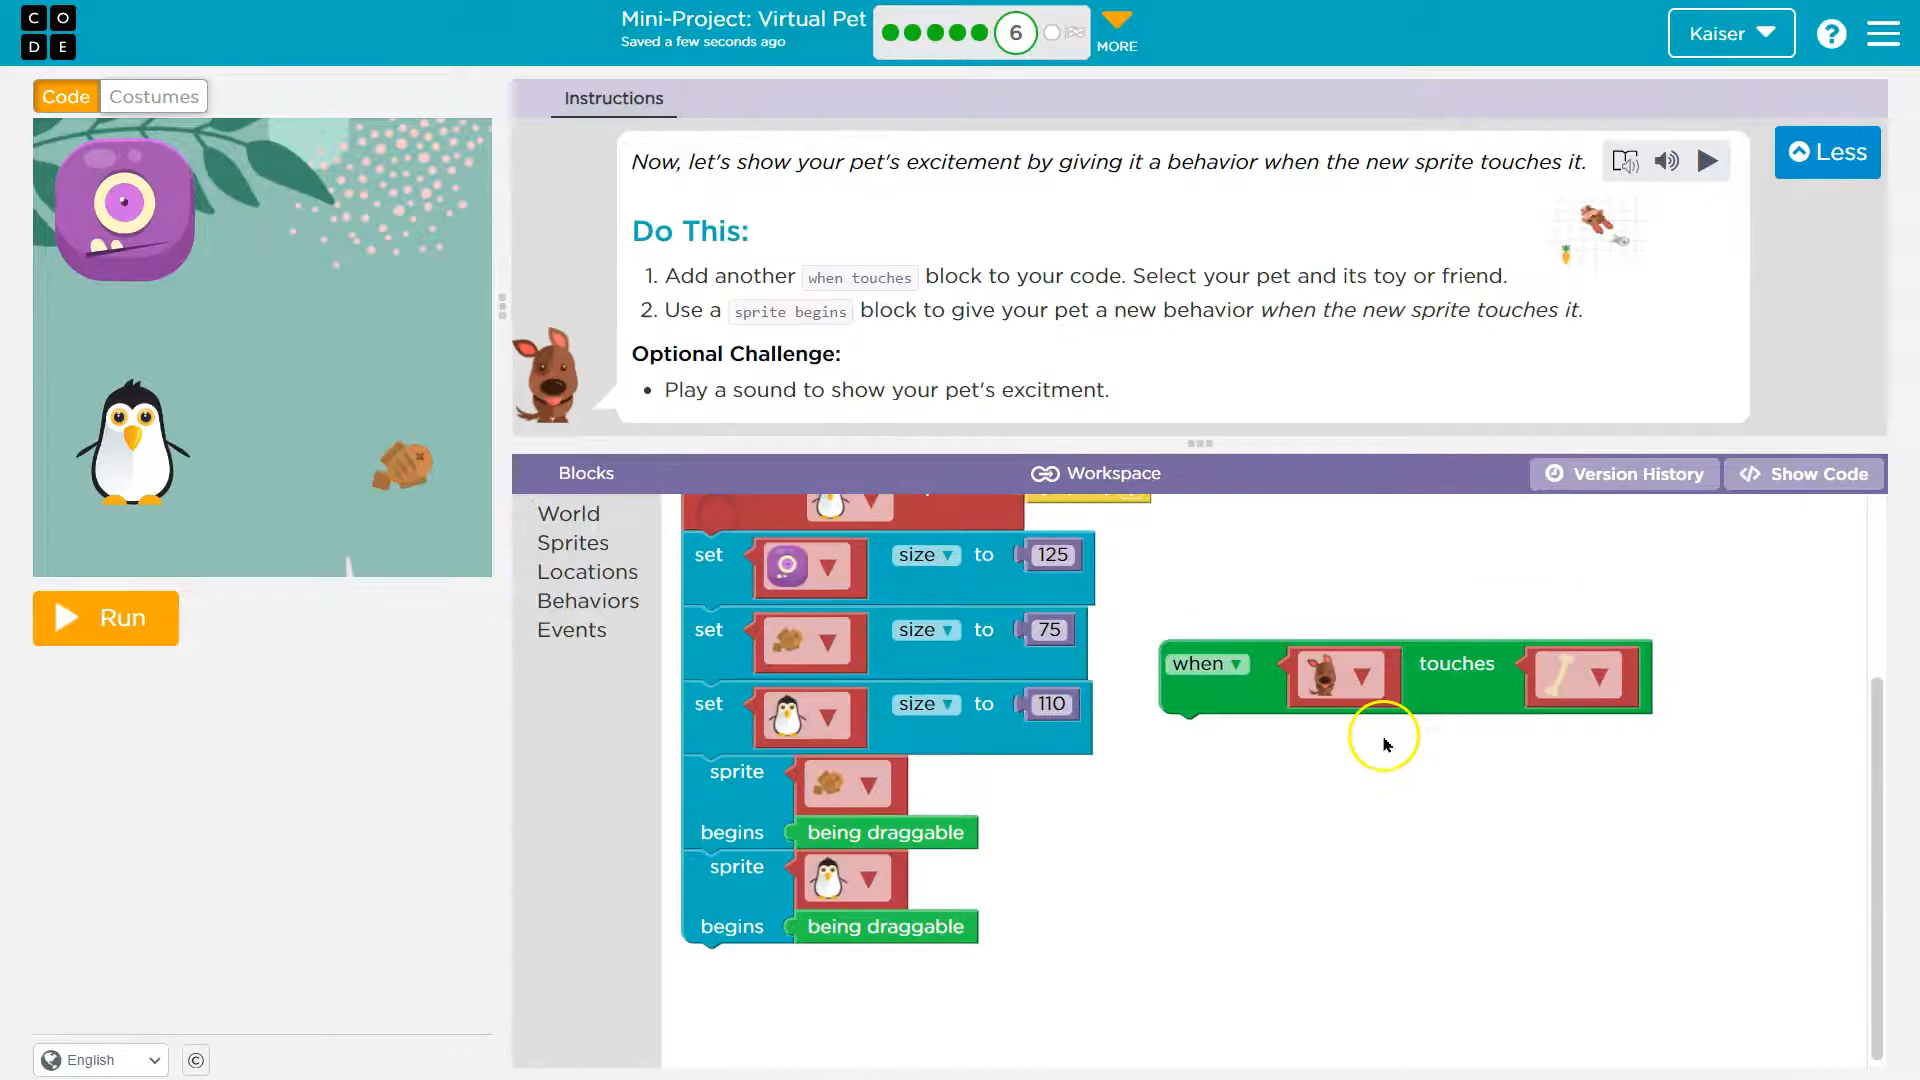 C O
D E
Mini-Project: Virtual Pet
Saved a few seconds ago
6
MORE
Kaiser
?
Code
Costumes
Instructions
Now, let's show your pet's excitement by giving it a behavior when the new sprite touches it.
Less
Do This:
1. Add another when touches block to your code. Select your pet and its toy or friend.
2. Use a sprite begins block to give your pet a new behavior when the new sprite touches it.
Optional Challenge:
• Play a sound to show your pet's excitment.
Blocks
Workspace
Version History
Show Code
World
Sprites
Locations
Behaviors
Events
set size to 125
set size to 75
set size to 110
sprite
begins being draggable
sprite
begins being draggable
when touches
Run
English
©